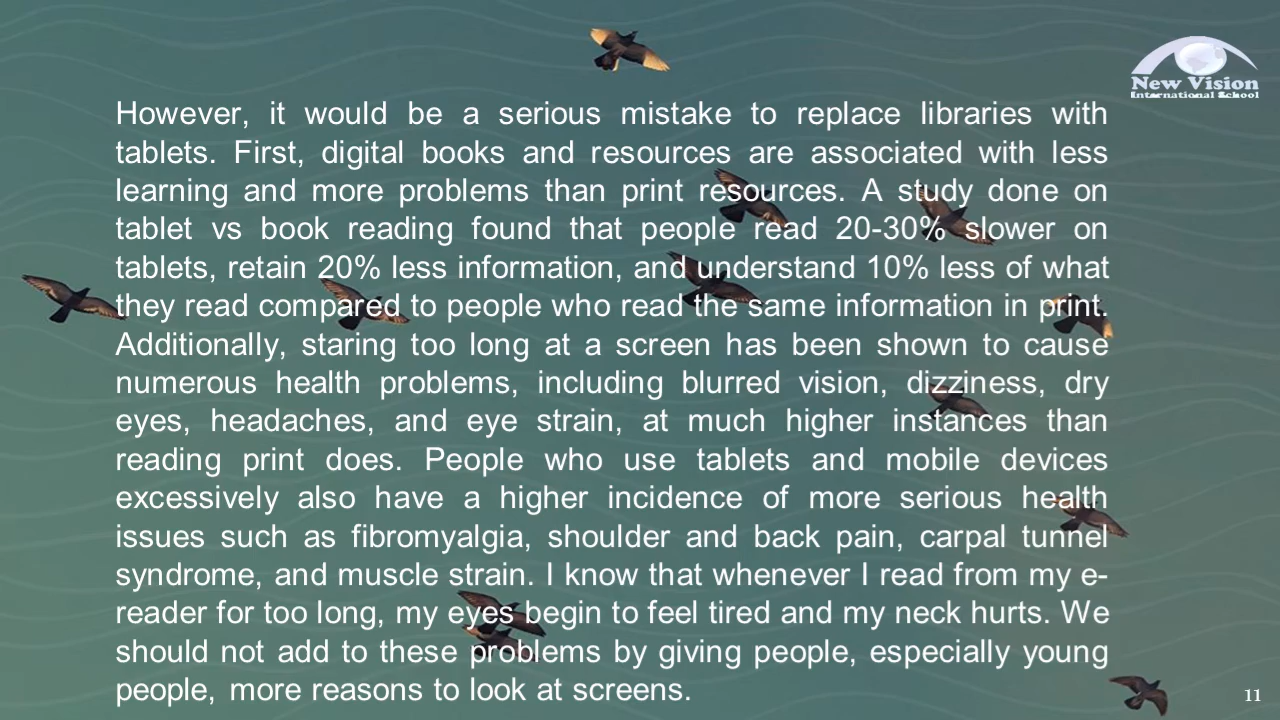 New Vision
International School
However, it would be a serious mistake to replace libraries with
tablets. First, digital books and resources are associated with less
learning and more problems than print resources. A study done on
tablet vs book reading found that people read 20-30% slower on
tablets, retain 20% less information, and understand 10% less of what
they read compared to people who read the same information in print.
Additionally, staring too long at a screen has been shown to cause
numerous health problems, including blurred vision, dizziness, dry
eyes, headaches, and eye strain, at much higher instances than
reading print does. People who use tablets and mobile devices
excessively also have a higher incidence of more serious health
issues such as fibromyalgia, shoulder and back pain, carpal tunnel
syndrome, and muscle strain. I know that whenever I read from my e-
reader for too long, my eyes begin to feel tired and my neck hurts. We
should not add to these problems by giving people, especially young
people, more reasons to look at screens.
11